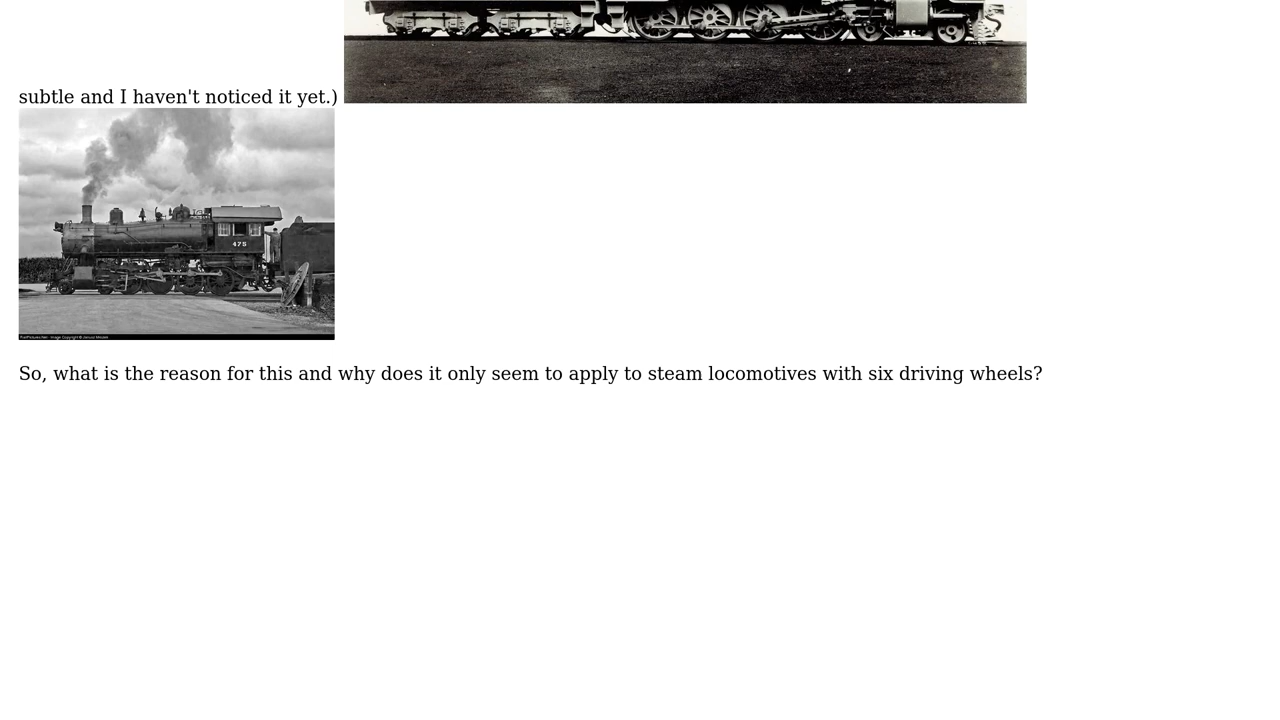 subtle and I haven't noticed it yet.)
475
So, what is the reason for this and why does it only seem to apply to steam locomotives with six driving wheels?